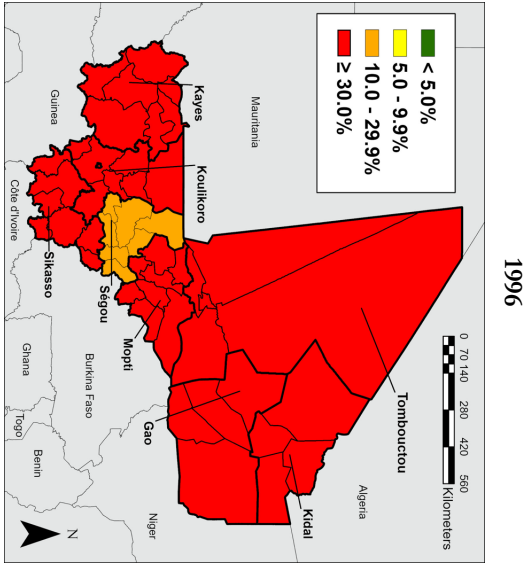 1996
< 5.0%
5.0 - 9.9%
10.0 - 29.9%
≥ 30.0%
0 70 140 280 420 560
Kilometers
Mauritania
Algeria
Tombouctou
Kidal
Gao
Kayes
Koulikoro
Mopti
Ségou
Sikasso
Guinea
Côte d'Ivoire
Burkina Faso
Ghana
Togo
Benin
Niger
N